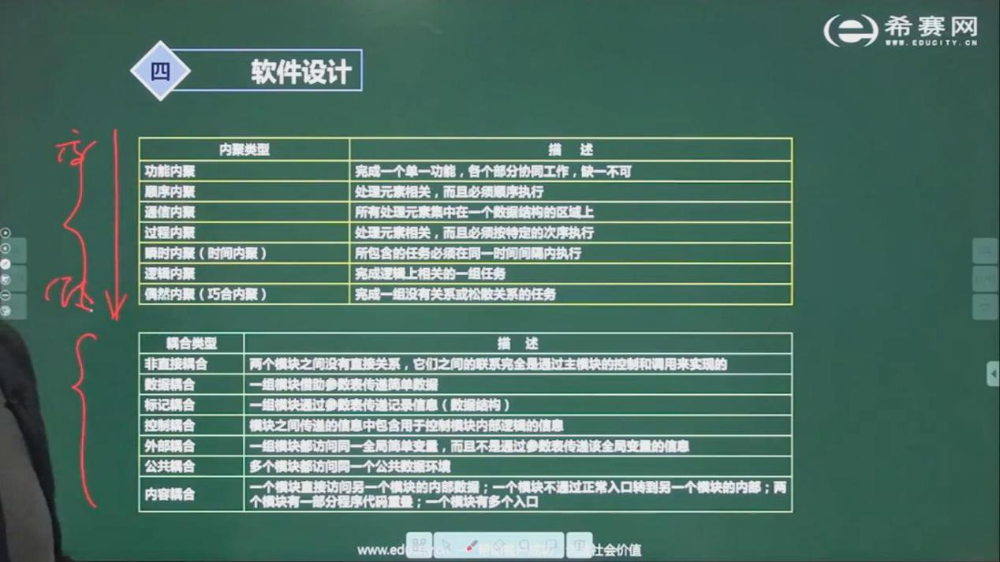 希赛网
WWW.EDUCITY.CN
四 软件设计
高
内聚类型 描 述
功能内聚 完成一个单一功能，各个部分协同工作，缺一不可
顺序内聚 处理元素相关，而且必须顺序执行
通信内聚 所有处理元素集中在一个数据结构的区域上
过程内聚 处理元素相关，而且必须按特定的次序执行
瞬时内聚（时间内聚） 所包含的任务必须在同一时间间隔内执行
逻辑内聚 完成逻辑上相关的一组任务
低
偶然内聚（巧合内聚） 完成一组没有关系或松散关系的任务
耦合类型 描 述
非直接耦合 两个模块之间没有直接关系，它们之间的联系完全是通过主模块的控制和调用来实现的
数据耦合 一组模块借助参数表传递简单数据
标记耦合 一组模块通过参数表传递记录信息（数据结构）
控制耦合 模块之间传递的信息中包含用于控制模块内部逻辑的信息
外部耦合 一组模块都访问同一全局简单变量，而且不是通过参数表传递该全局变量的信息
公共耦合 多个模块都访问同一个公共数据环境
内容耦合 一个模块直接访问另一个模块的内部数据；一个模块不通过正常入口转到另一个模块的内部；两
个模块有一部分程序代码重叠；一个模块有多个入口
社会价值